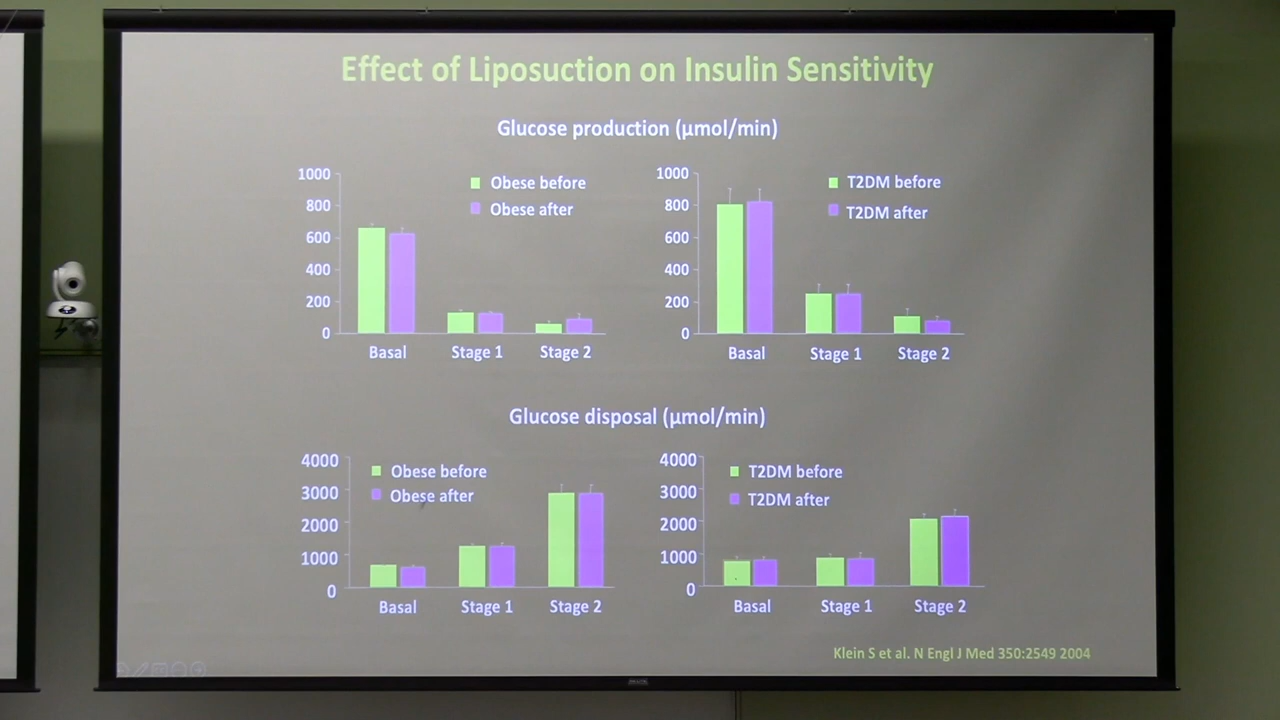 Effect of Liposuction on Insulin Sensitivity
Glucose production (µmol/min)
1000
800
600
400
200
0
Obese before
Obese after
Basal
Stage 1
Stage 2
1000
800
600
400
200
0
T2DM before
T2DM after
Basal
Stage 1
Stage 2
Glucose disposal (µmol/min)
4000
3000
2000
1000
0
Obese before
Obese after
Basal
Stage 1
Stage 2
4000
3000
2000
1000
0
T2DM before
T2DM after
Basal
Stage 1
Stage 2
Klein S et al. N Engl J Med 350:2549 2004